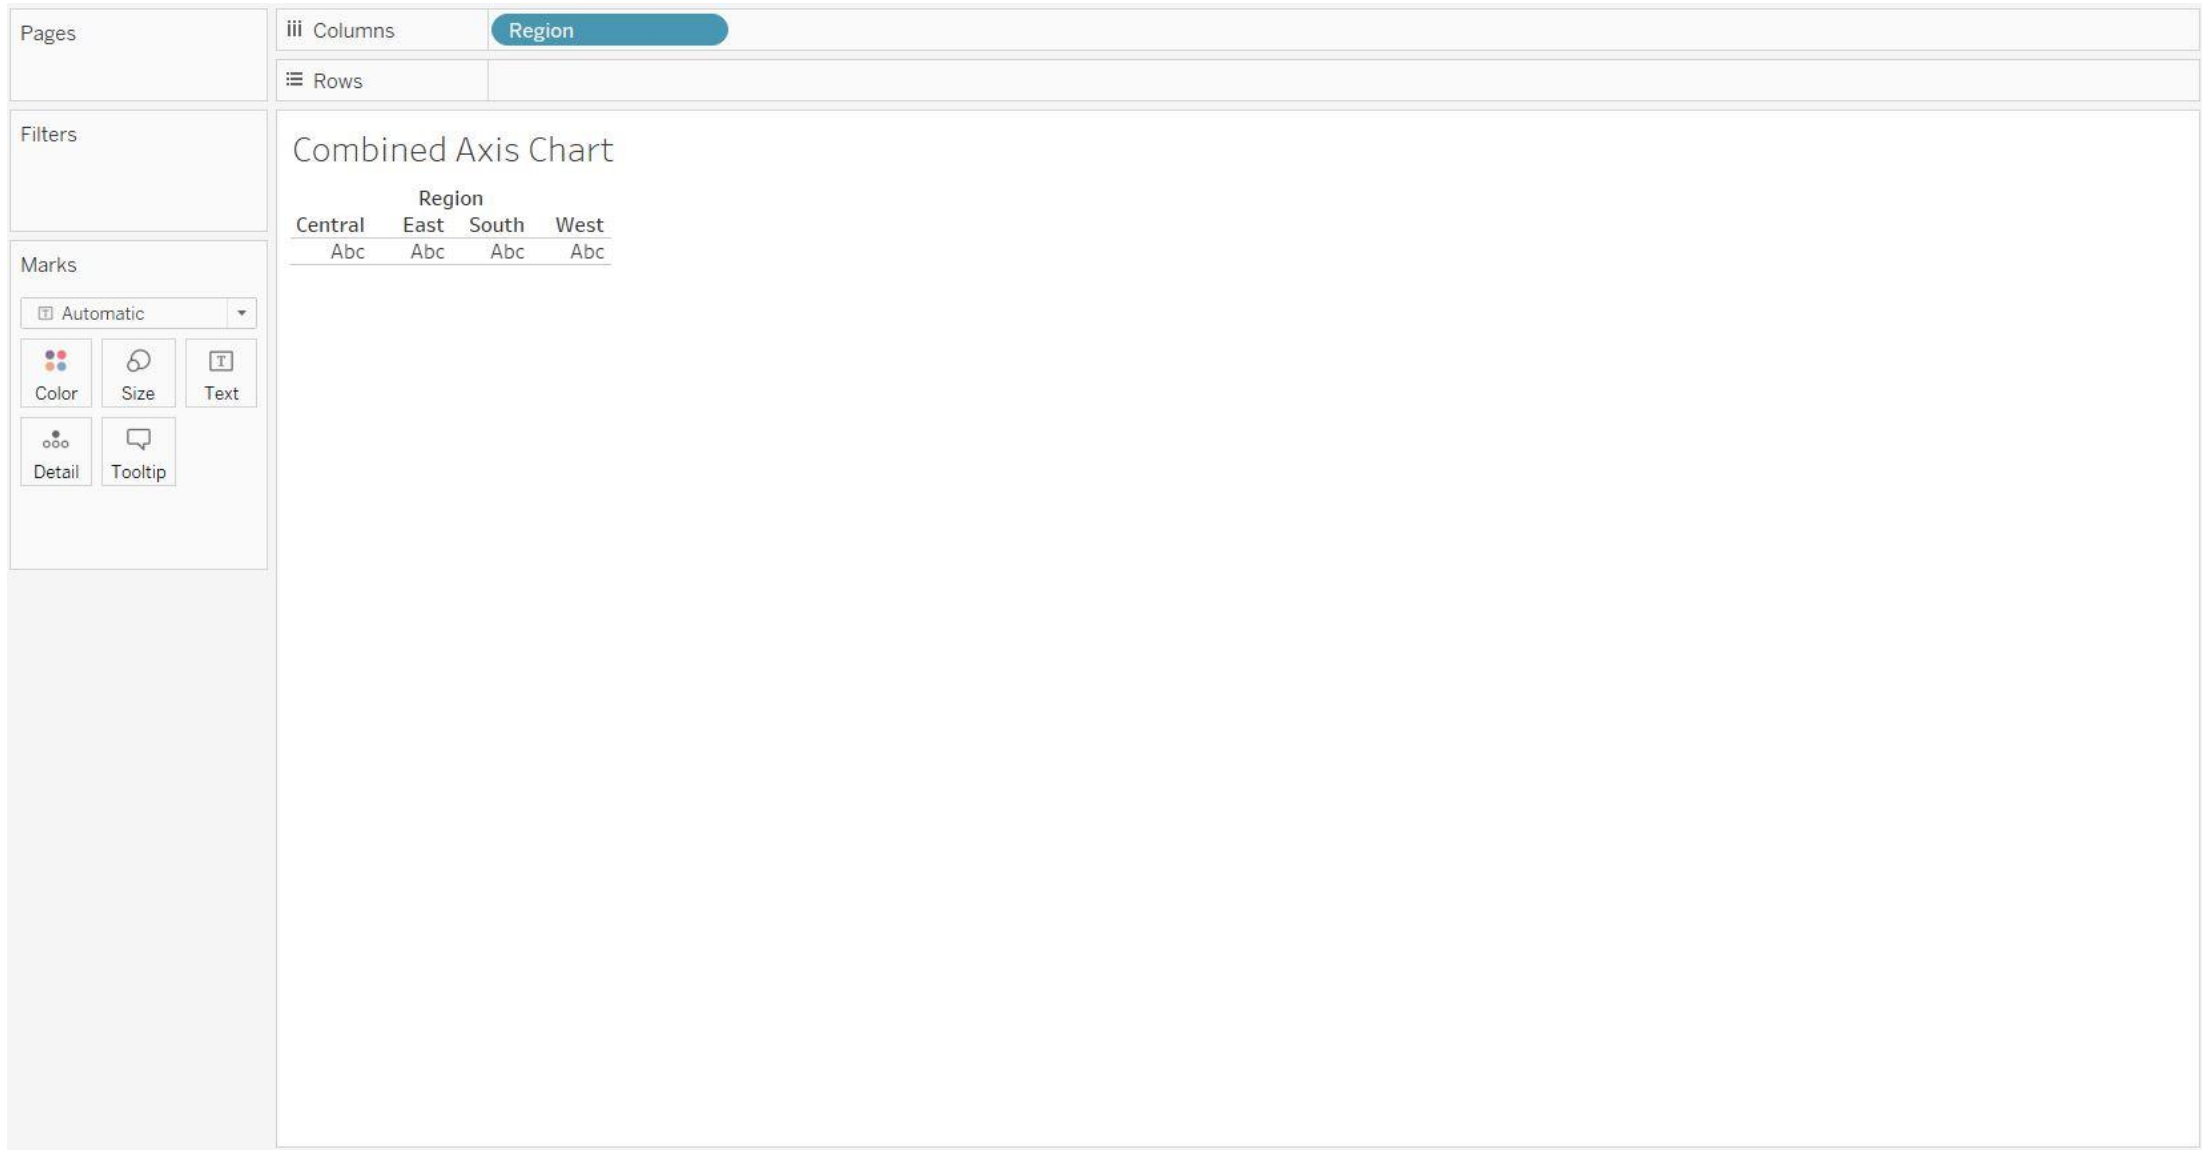 Pages
Columns Region
Rows
Filters
Combined Axis Chart
Region
Central East South West
Abc Abc Abc Abc
Marks
Automatic
Color Size Text
Detail Tooltip